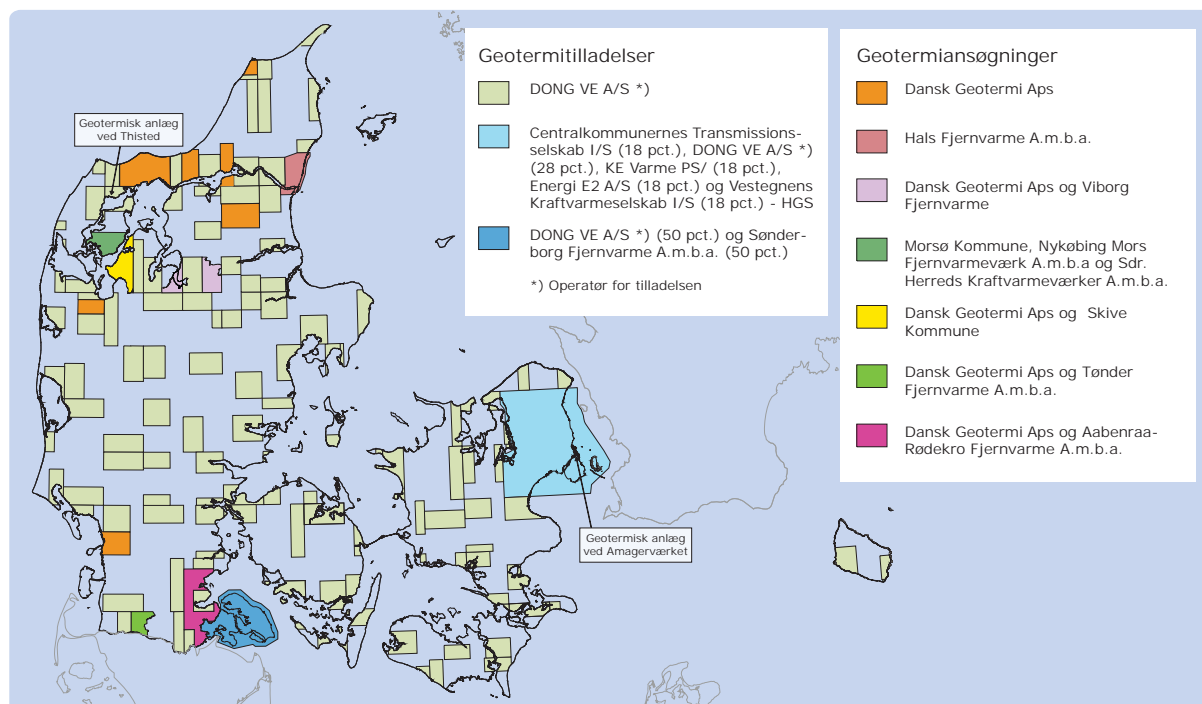 Geotermitilladelser
DONG VE A/S *)
Centralkommunernes Transmissions-
selskab I/S (18 pct.), DONG VE A/S *)
(28 pct.), KE Varme PS/ (18 pct.),
Energi E2 A/S (18 pct.) og Vestegnens
Kraftvarmeselskab I/S (18 pct.) - HGS
DONG VE A/S *) (50 pct.) og Sønder-
borg Fjernvarme A.m.b.a. (50 pct.)
*) Operatør for tilladelsen
Geotermiansøgninger
Dansk Geotermi Aps
Hals Fjernvarme A.m.b.a.
Dansk Geotermi Aps og Viborg
Fjernvarme
Morsø Kommune, Nykøbing Mors
Fjernvarmeværk A.m.b.a og Sdr.
Herreds Kraftvarmeværker A.m.b.a.
Dansk Geotermi Aps og Skive
Kommune
Dansk Geotermi Aps og Tønder
Fjernvarme A.m.b.a.
Dansk Geotermi Aps og Aabenraa-
Rødekro Fjernvarme A.m.b.a.
Geotermisk anlæg
ved Thisted
Geotermisk anlæg
ved Amagerværket